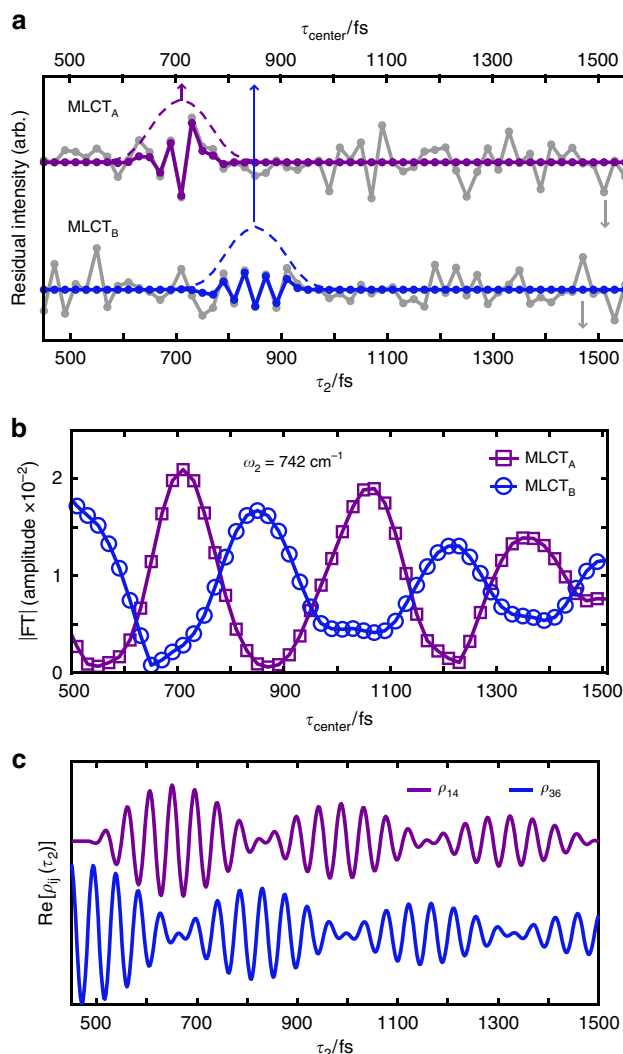 a
τcenter/fs
500 700 900 1100 1300 1500
MLCTA
MLCTB
Residual intensity (arb.)
500 700 900 1100 1300 1500
τ2/fs
b
ω2 = 742 cm−1
MLCTA
MLCTB
|FT| (amplitude ×10−2)
2
1
0
500 700 900 1100 1300 1500
τcenter/fs
c
ρ14 ρ36
Re[ρij (τ2)]
500 700 900 1100 1300 1500
τ2/fs